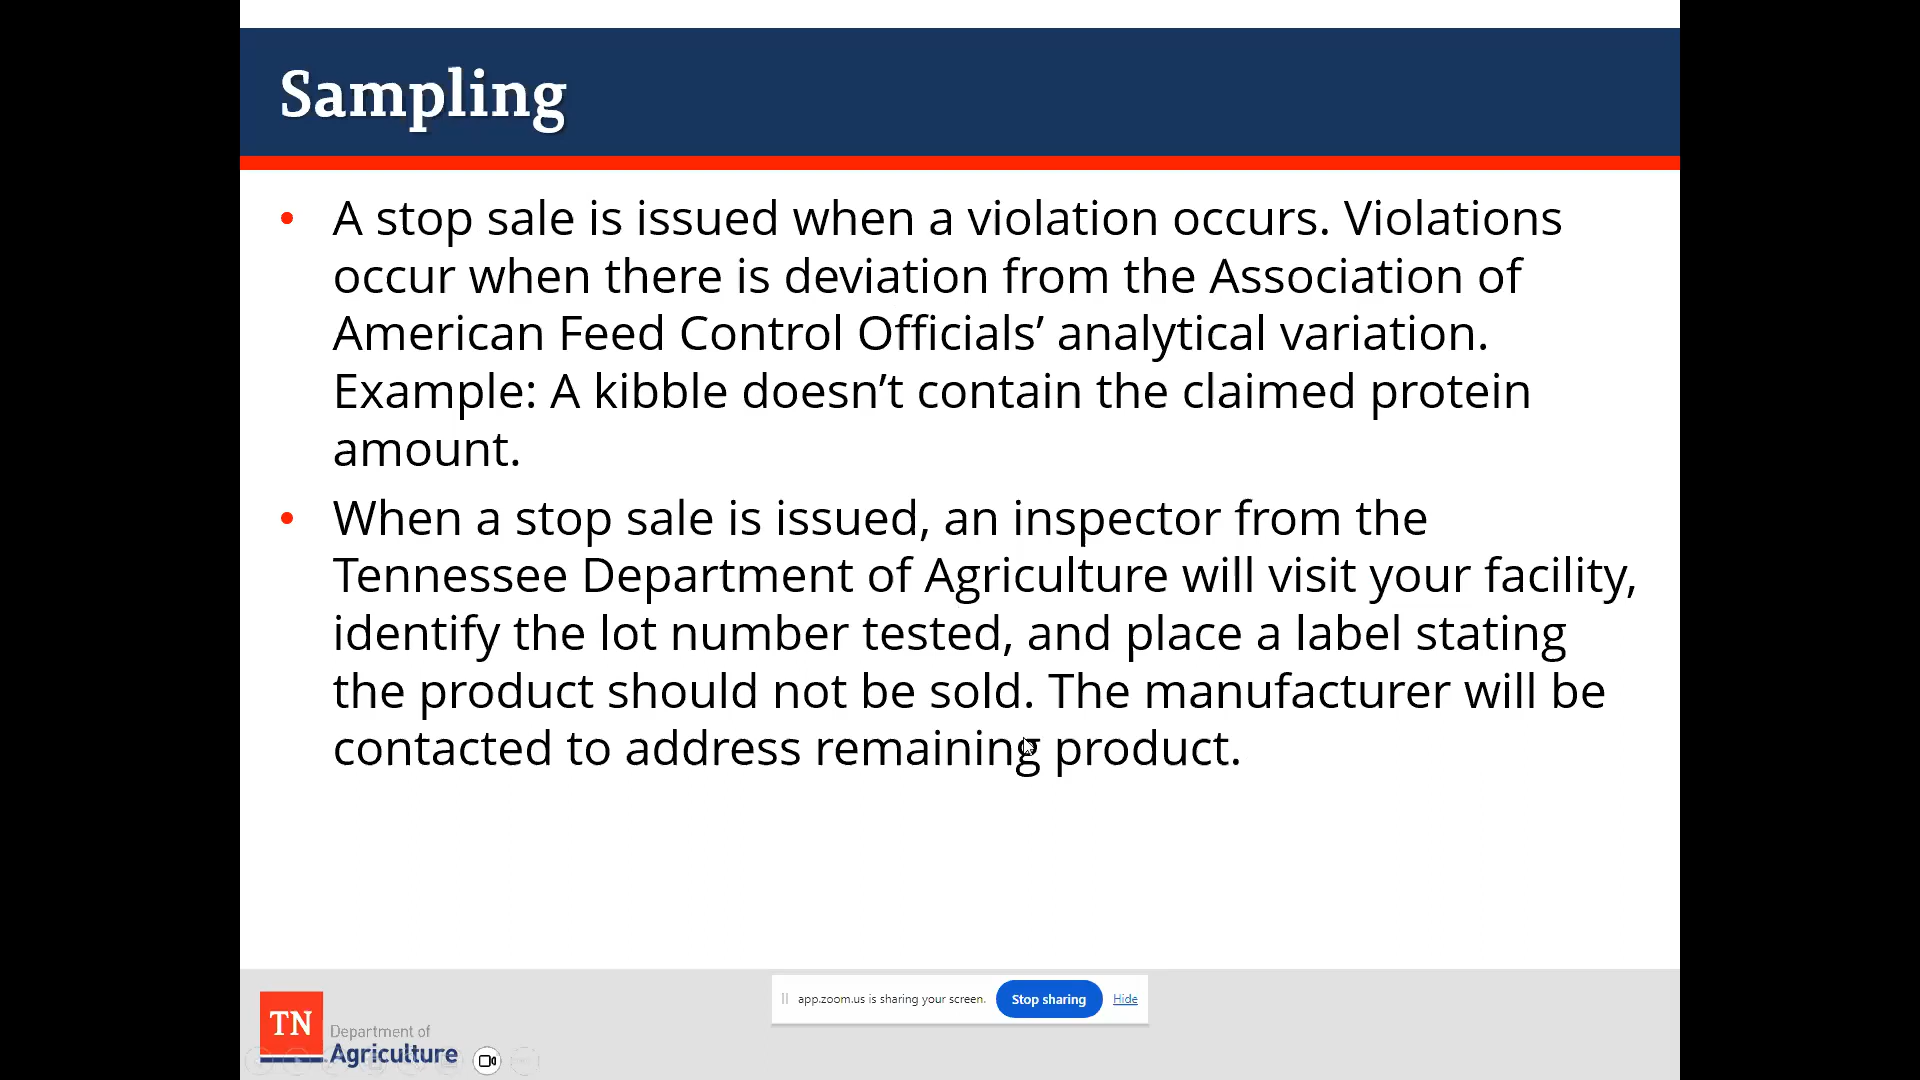 Sampling
• A stop sale is issued when a violation occurs. Violations
occur when there is deviation from the Association of
American Feed Control Officials’ analytical variation.
Example: A kibble doesn’t contain the claimed protein
amount.
• When a stop sale is issued, an inspector from the
Tennessee Department of Agriculture will visit your facility,
identify the lot number tested, and place a label stating
the product should not be sold. The manufacturer will be
contacted to address remaining product.
app.zoom.us is sharing your screen. Stop sharing Hide
TN
Department of
Agriculture